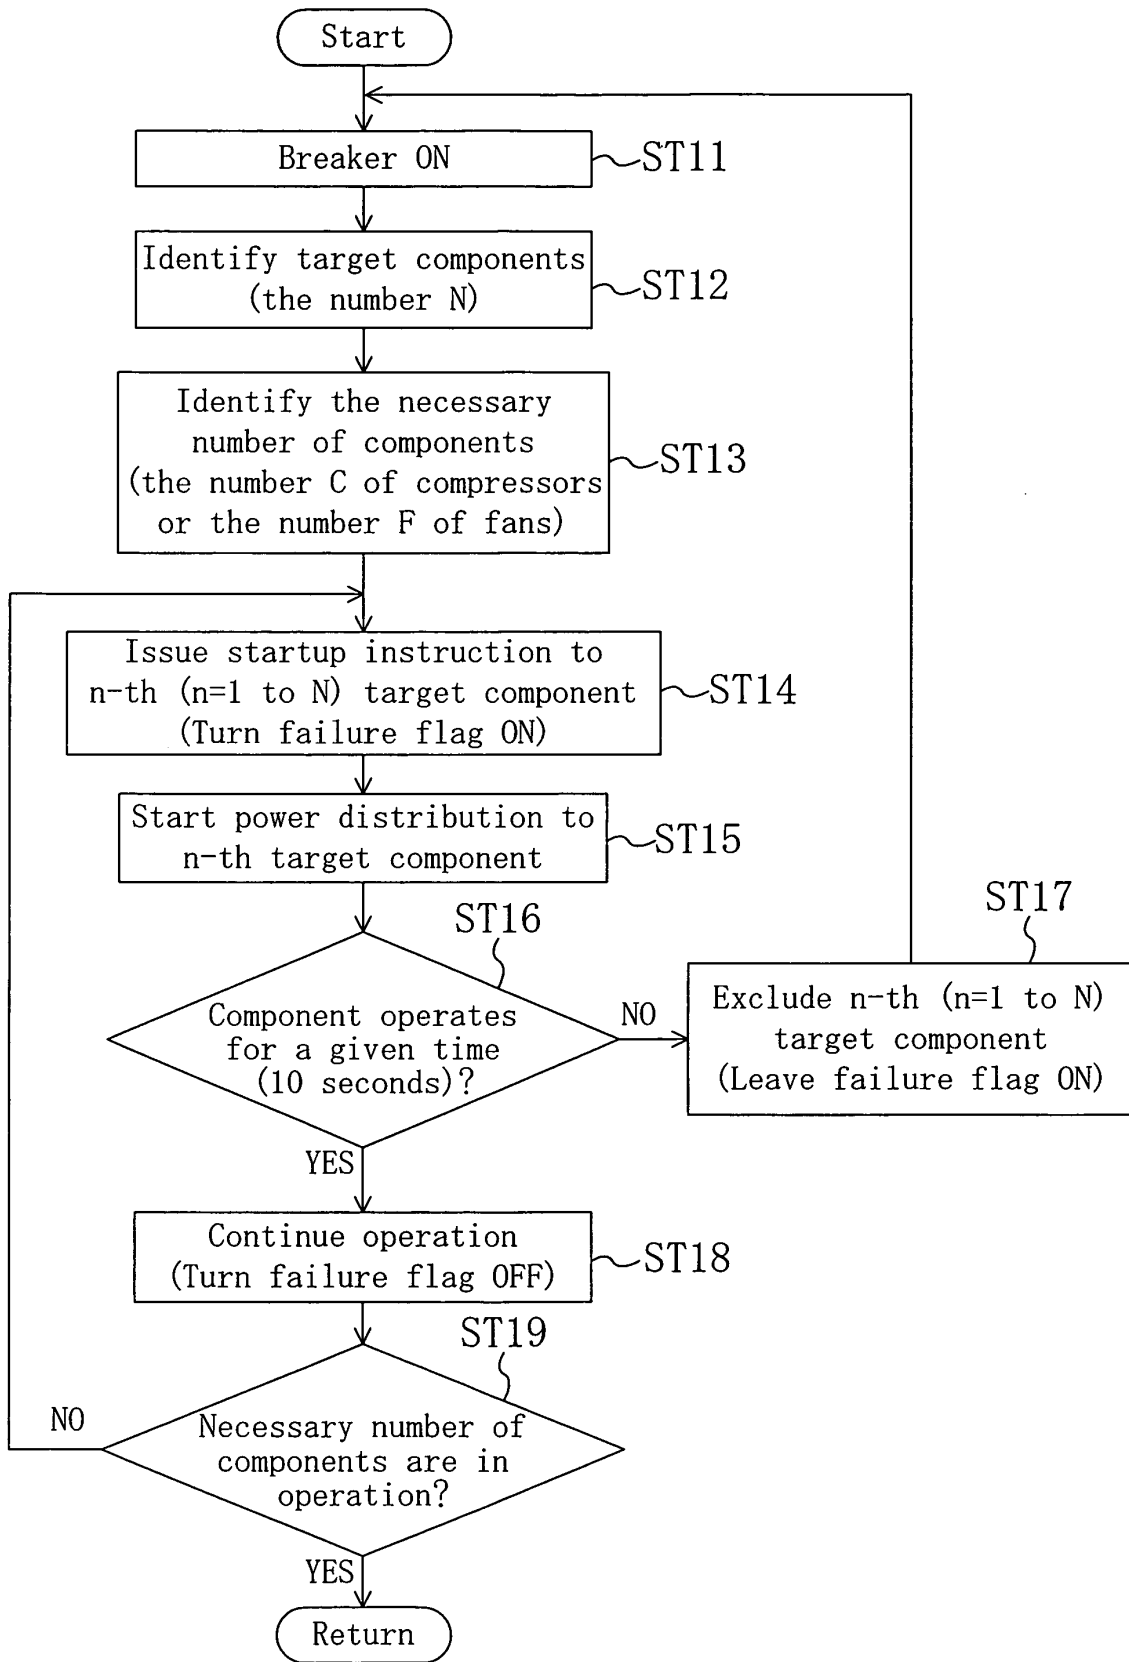 Start
Breaker ON
ST11
Identify target components
(the number N)
ST12
Identify the necessary
number of components
(the number C of compressors
or the number F of fans)
ST13
Issue startup instruction to
n-th (n=1 to N) target component
(Turn failure flag ON)
ST14
Start power distribution to
n-th target component
ST15
ST16
Component operates
for a given time
(10 seconds)?
NO
ST17
Exclude n-th (n=1 to N)
target component
(Leave failure flag ON)
YES
Continue operation
(Turn failure flag OFF)
ST18
ST19
NO
Necessary number of
components are in
operation?
YES
Return